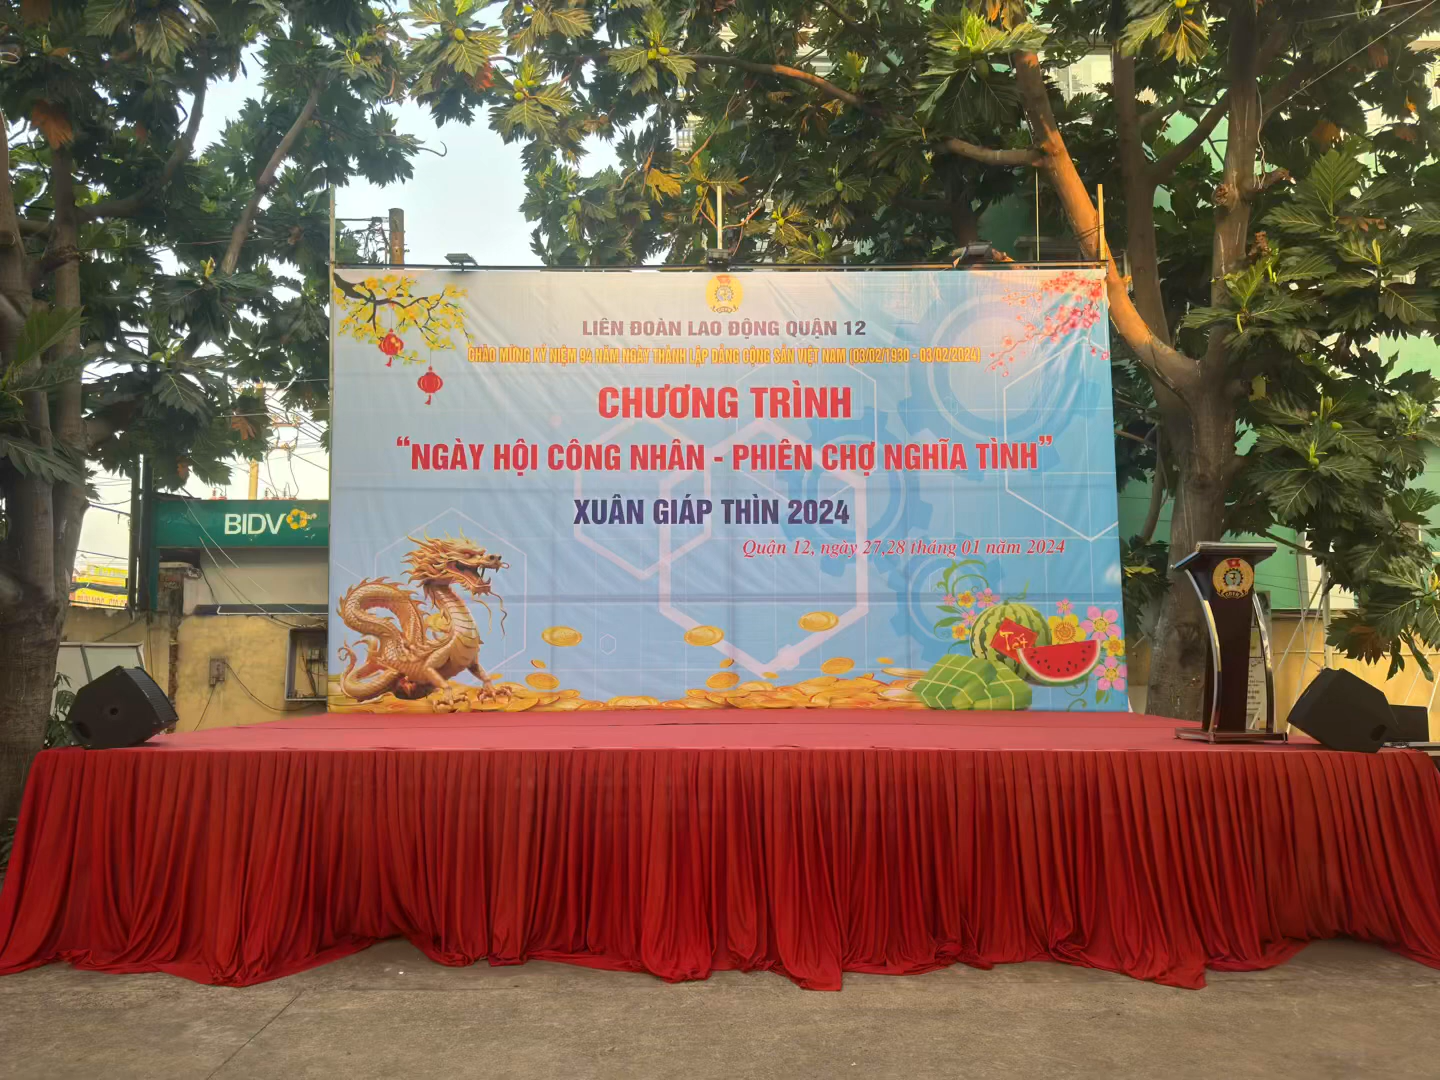 LIÊN ĐOÀN LAO ĐỘNG QUẬN 12
CHÀO MỪNG KỶ NIỆM 94 NĂM NGÀY THÀNH LẬP ĐẢNG CỘNG SẢN VIỆT NAM (03/02/1930 - 03/02/2024)
CHƯƠNG TRÌNH
“NGÀY HỘI CÔNG NHÂN - PHIÊN CHỢ NGHĨA TÌNH”
XUÂN GIÁP THÌN 2024
Quận 12, ngày 27,28 tháng 01 năm 2024
BIDV
Tết